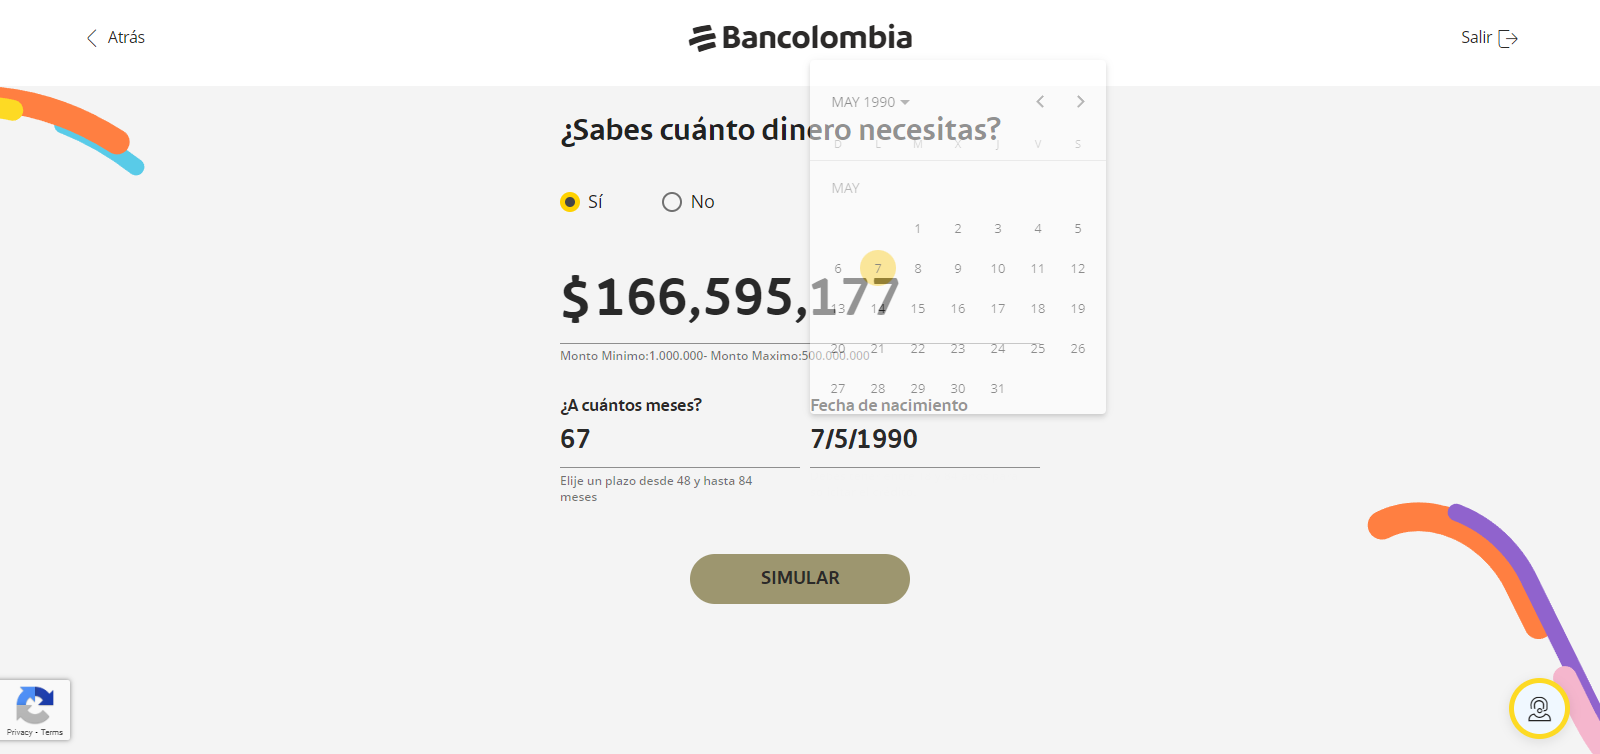 Atrás
Bancolombia
Salir
MAY 1990
¿Sabes cuánto dinero necesitas?
D L M X J V S
MAY
Sí
No
1 2 3 4 5
6 7 8 9 10 11 12
$166,595,177
13 14 15 16 17 18 19
20 21 22 23 24 25 26
Monto Minimo:1.000.000- Monto Maximo:500.000.000
27 28 29 30 31
¿A cuántos meses?
Fecha de nacimiento
67
7/5/1990
Elije un plazo desde 48 y hasta 84
meses
SIMULAR
Privacy - Terms